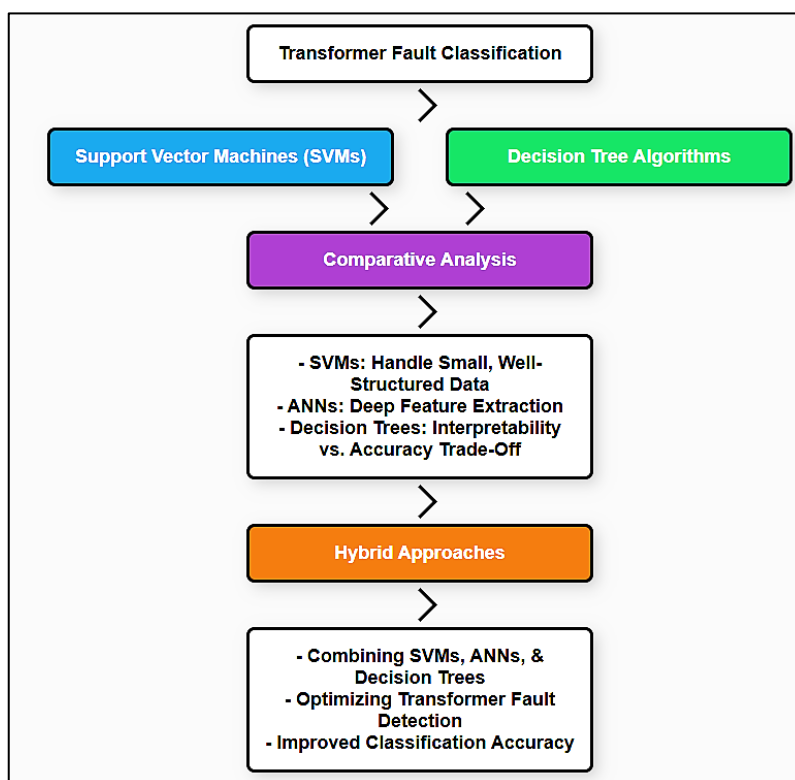 Transformer Fault Classification
Support Vector Machines (SVMs)
Decision Tree Algorithms
Comparative Analysis
- SVMs: Handle Small, Well-
Structured Data
- ANNs: Deep Feature Extraction
- Decision Trees: Interpretability
vs. Accuracy Trade-Off
Hybrid Approaches
- Combining SVMs, ANNs, &
Decision Trees
- Optimizing Transformer Fault
Detection
- Improved Classification Accuracy